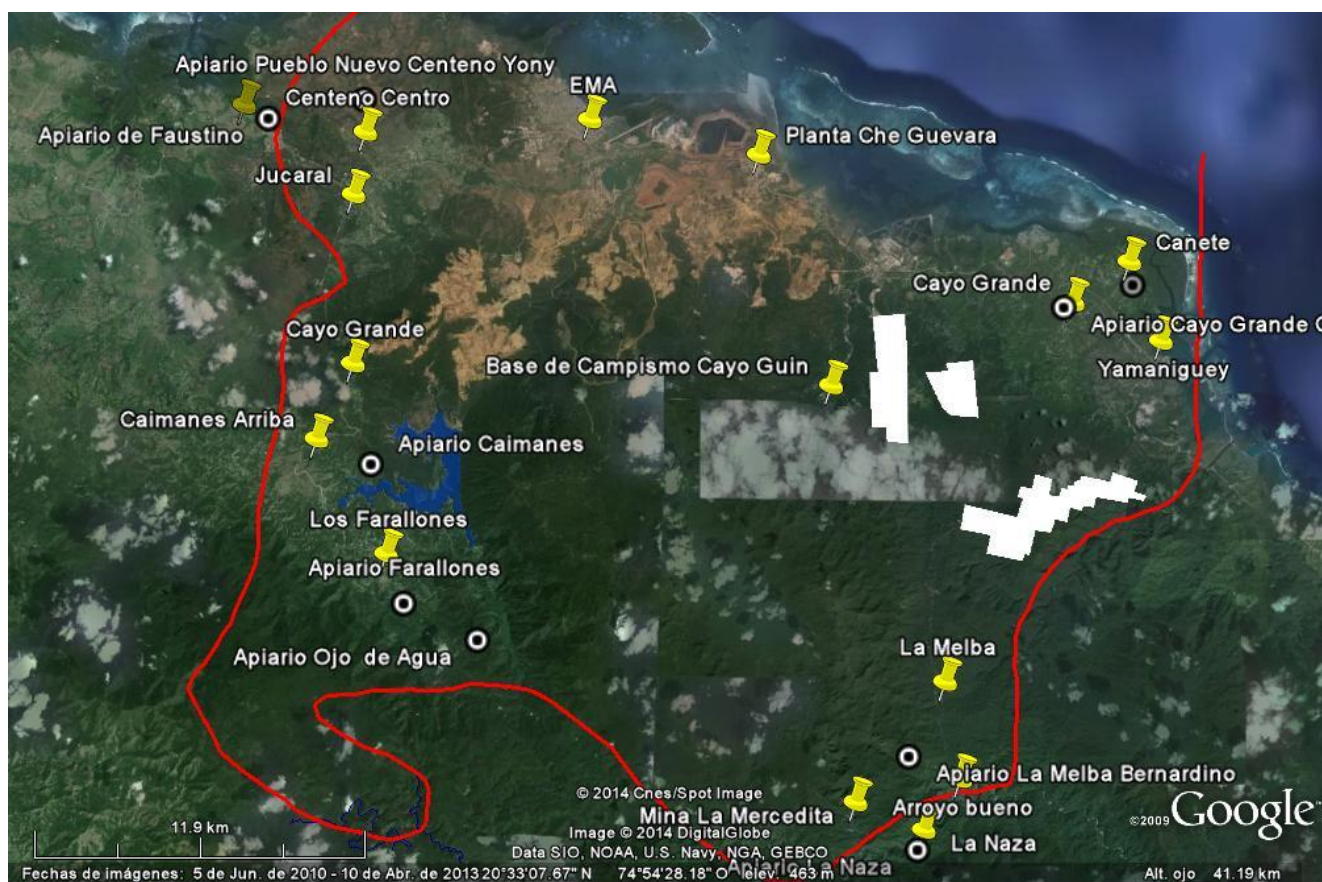 Apiario Pueblo Nuevo Centeno Yony
EMA
Centeno Centro
Apiario de Faustino
Planta Che Guevara
Jucaral
Canete
Cayo Grande
Apiario Cayo Grande
Cayo Grande
Base de Campismo Cayo Guin
Yamaniguey
Caimanes Arriba
Apiario Caimanes
Los Farallones
Apiario Farallones
Apiario Ojo de Agua
La Melba
Apiario La Melba Bernardino
© 2014 Cnes/Spot Image
Mina La Mercedita
Arroyo bueno
©2009 Google
11.9 km
Image © 2014 DigitalGlobe
La Naza
Data SIO, NOAA, U.S. Navy, NGA, GEBCO
Apiario La Naza
Fechas de imágenes: 5 de Jun. de 2010 - 10 de Abr. de 2013 20°33'07.67" N 74°54'28.18" O elev. 463 m Alt. ojo 41.19 km